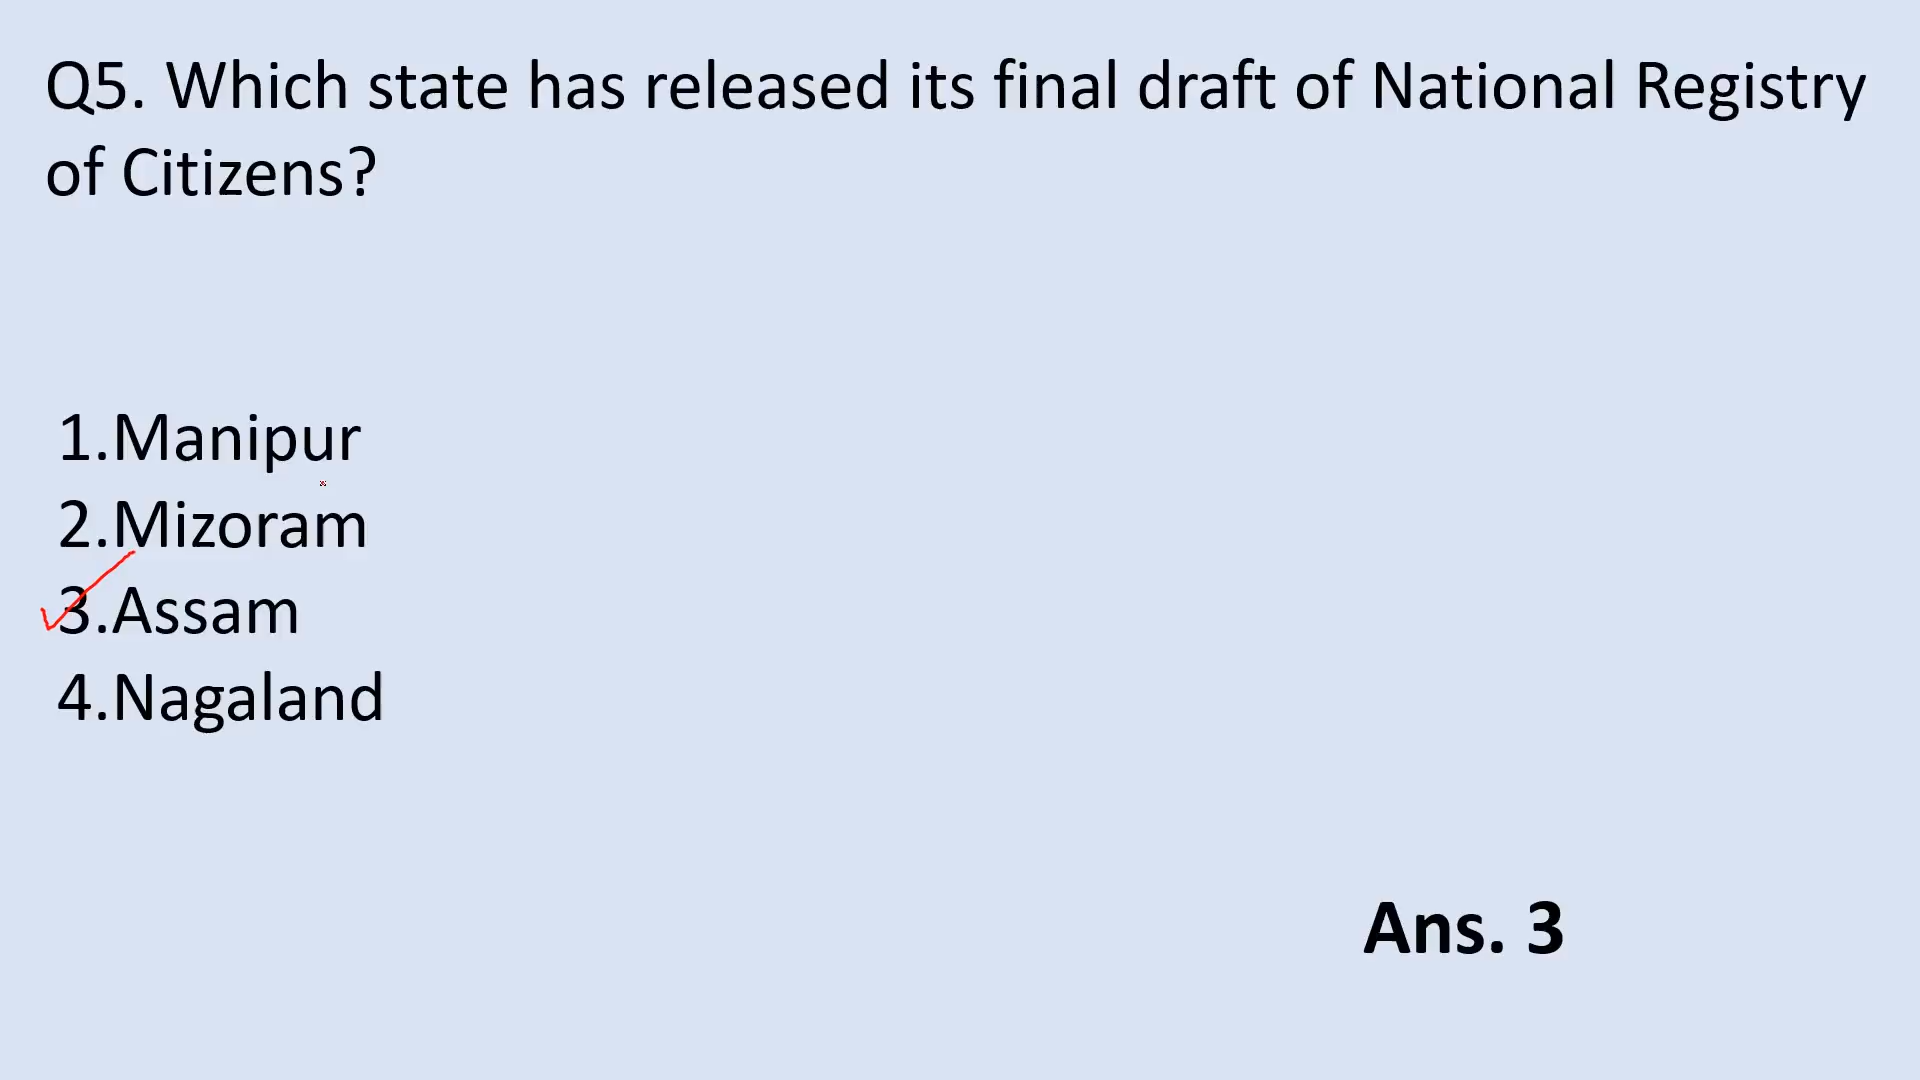 Q5. Which state has released its final draft of National Registry
of Citizens?
1.Manipur
2.Mizoram
3.Assam
4.Nagaland
Ans. 3